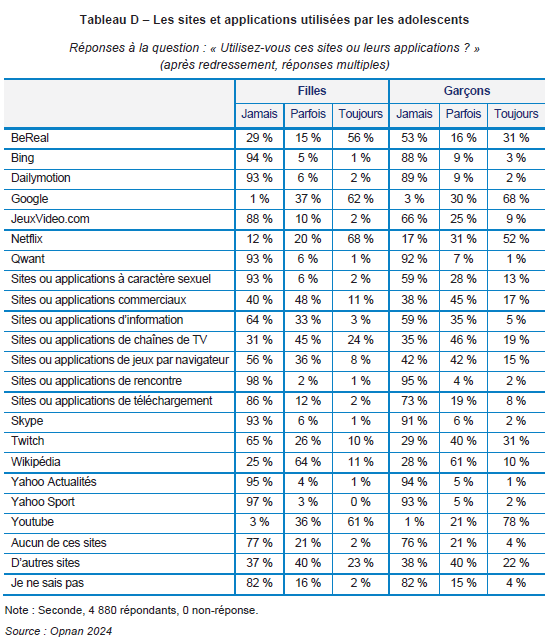 Tableau D – Les sites et applications utilisées par les adolescents
Réponses à la question : « Utilisez-vous ces sites ou leurs applications ? »
(après redressement, réponses multiples)
Filles Garçons
Jamais Parfois Toujours Jamais Parfois Toujours
BeReal 29 % 15 % 56 % 53 % 16 % 31 %
Bing 94 % 5 % 1 % 88 % 9 % 3 %
Dailymotion 93 % 6 % 2 % 89 % 9 % 2 %
Google 1 % 37 % 62 % 3 % 30 % 68 %
JeuxVideo.com 88 % 10 % 2 % 66 % 25 % 9 %
Netflix 12 % 20 % 68 % 17 % 31 % 52 %
Qwant 93 % 6 % 1 % 92 % 7 % 1 %
Sites ou applications à caractère sexuel 93 % 6 % 2 % 59 % 28 % 13 %
Sites ou applications commerciaux 40 % 48 % 11 % 38 % 45 % 17 %
Sites ou applications d'information 64 % 33 % 3 % 59 % 35 % 5 %
Sites ou applications de chaînes de TV 31 % 45 % 24 % 35 % 46 % 19 %
Sites ou applications de jeux par navigateur 56 % 36 % 8 % 42 % 42 % 15 %
Sites ou applications de rencontre 98 % 2 % 1 % 95 % 4 % 2 %
Sites ou applications de téléchargement 86 % 12 % 2 % 73 % 19 % 8 %
Skype 93 % 6 % 1 % 91 % 6 % 2 %
Twitch 65 % 26 % 10 % 29 % 40 % 31 %
Wikipédia 25 % 64 % 11 % 28 % 61 % 10 %
Yahoo Actualités 95 % 4 % 1 % 94 % 5 % 1 %
Yahoo Sport 97 % 3 % 0 % 93 % 5 % 2 %
Youtube 3 % 36 % 61 % 1 % 21 % 78 %
Aucun de ces sites 77 % 21 % 2 % 76 % 21 % 4 %
D'autres sites 37 % 40 % 23 % 38 % 40 % 22 %
Je ne sais pas 82 % 16 % 2 % 82 % 15 % 4 %
Note : Seconde, 4 880 répondants, 0 non-réponse.
Source : Opnan 2024